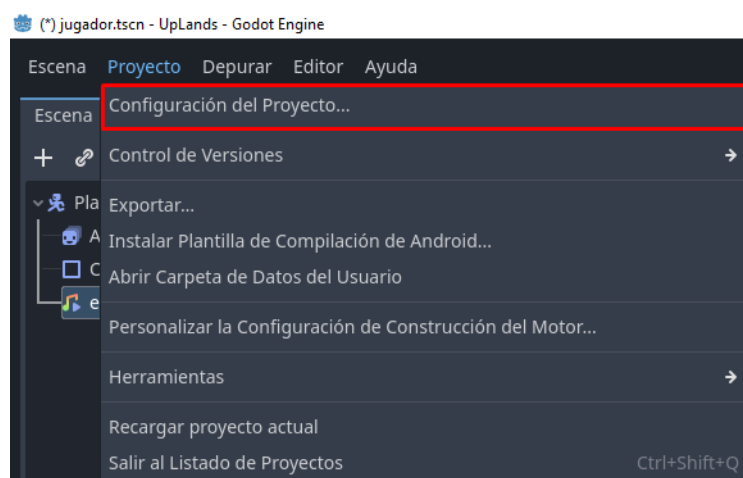 (*) jugador.tscn - UpLands - Godot Engine
Escena Proyecto Depurar Editor Ayuda
Escena
Configuración del Proyecto...
Control de Versiones
Pla
Exportar...
A
Instalar Plantilla de Compilación de Android...
C
Abrir Carpeta de Datos del Usuario
e
Personalizar la Configuración de Construcción del Motor...
Herramientas
Recargar proyecto actual
Salir al Listado de Proyectos Ctrl+Shift+Q